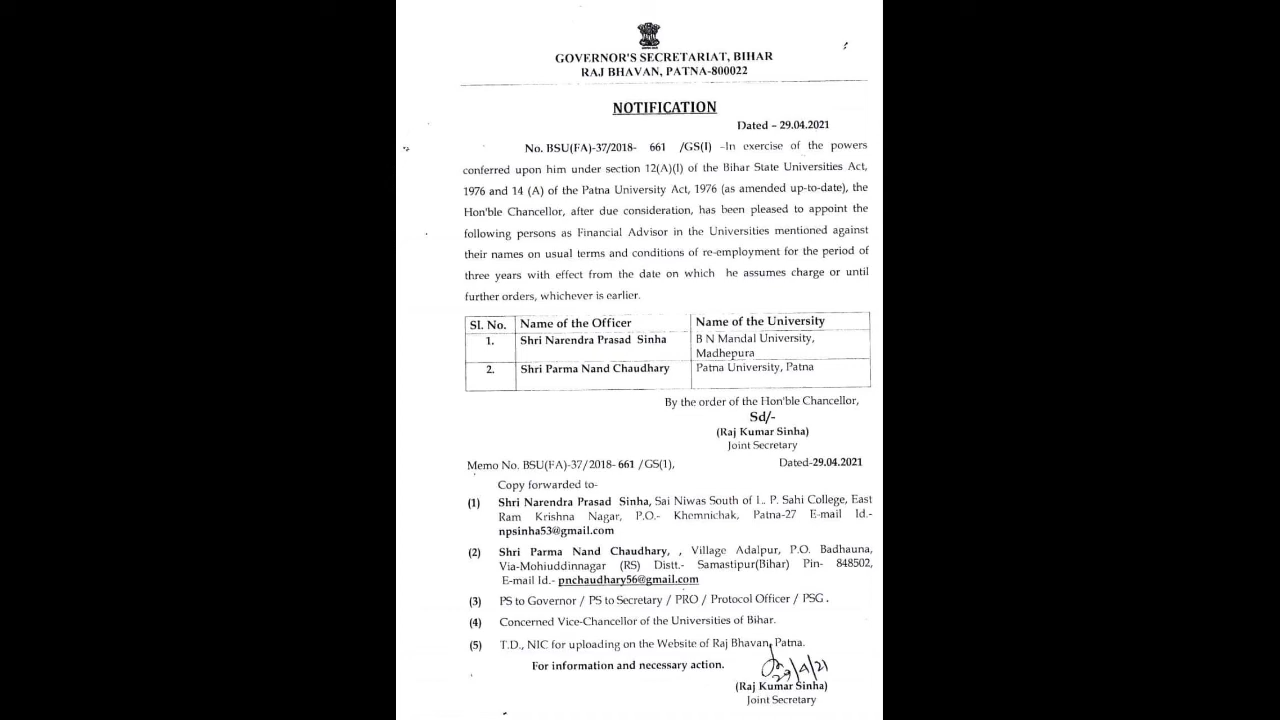 GOVERNOR'S SECRETARIAT, BIHAR
RAJ BHAVAN, PATNA-800022
NOTIFICATION
Dated – 29.04.2021
No. BSU(FA)-37/2018- 661 /GS(I) –In exercise of the powers
conferred upon him under section 12(A)(I) of the Bihar State Universities Act,
1976 and 14 (A) of the Patna University Act, 1976 (as amended up-to-date), the
Hon'ble Chancellor, after due consideration, has been pleased to appoint the
following persons as Financial Advisor in the Universities mentioned against
their names on usual terms and conditions of re-employment for the period of
three years with effect from the date on which he assumes charge or until
further orders, whichever is earlier.
Sl. No. Name of the Officer Name of the University
1. Shri Narendra Prasad Sinha B N Mandal University,
Madhepura
2. Shri Parma Nand Chaudhary Patna University, Patna
By the order of the Hon'ble Chancellor,
Sd/-
(Raj Kumar Sinha)
Joint Secretary
Memo No. BSU(FA)-37/2018- 661 /GS(1), Dated-29.04.2021
Copy forwarded to-
(1) Shri Narendra Prasad Sinha, Sai Niwas South of L. P. Sahi College, East
Ram Krishna Nagar, P.O.- Khemnichak, Patna-27 E-mail Id.-
npsinha53@gmail.com
(2) Shri Parma Nand Chaudhary, , Village Adalpur, P.O. Badhauna,
Via-Mohiuddinnagar (RS) Distt.- Samastipur(Bihar) Pin- 848502,
E-mail Id.- pnchaudhary56@gmail.com
(3) PS to Governor / PS to Secretary / PRO / Protocol Officer / PSG .
(4) Concerned Vice-Chancellor of the Universities of Bihar.
(5) T.D., NIC for uploading on the Website of Raj Bhavan, Patna.
For information and necessary action.
29/4/21
(Raj Kumar Sinha)
Joint Secretary